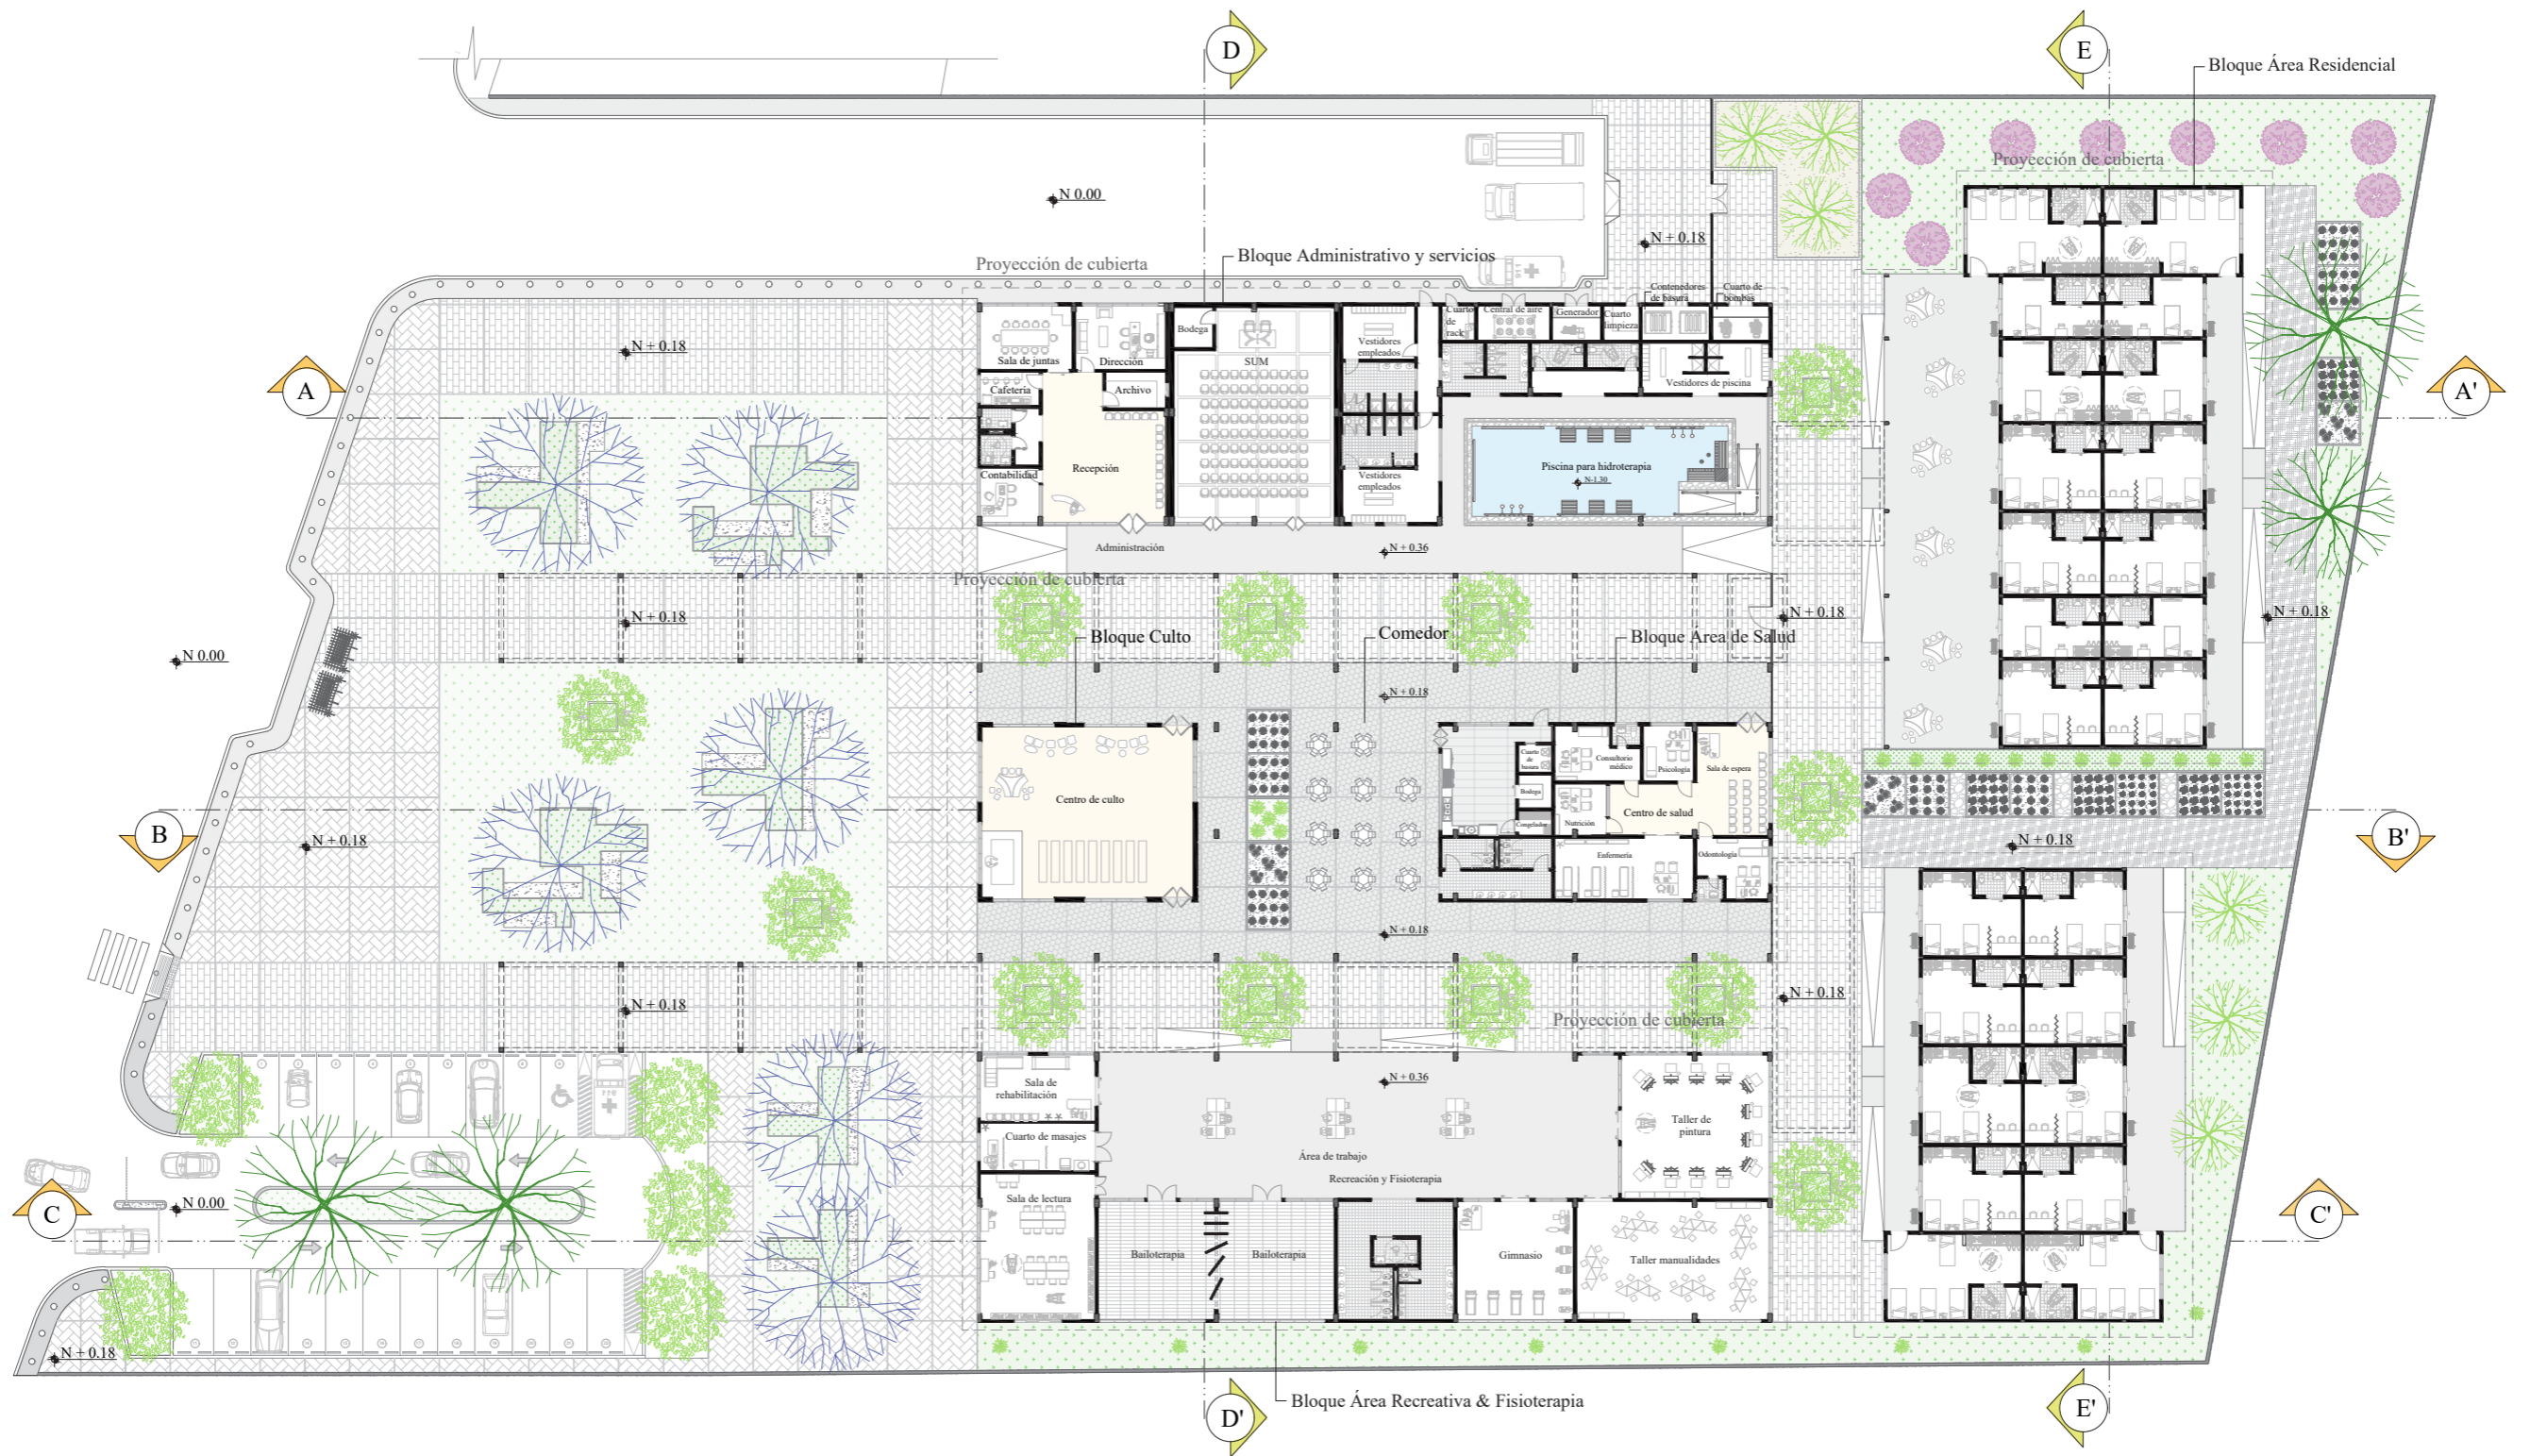 D
E
Bloque Área Residencial
Proyección de cubierta
N 0.00
N + 0.18
Bloque Administrativo y servicios
Proyección de cubierta
Contenedores
de basura
Cuarto de
bombas
Cuarto
de
rack
Central de aire
Generador
Cuarto
limpieza
Bodega
Sala de juntas
Dirección
SUM
Vestidores
empleados
Vestidores de piscina
N + 0.18
A
A'
Cafetería
Archivo
Recepción
Contabilidad
Piscina para hidroterapia
N-1.30
Vestidores
empleados
Administración
N + 0.36
Proyección de cubierta
N + 0.18
N + 0.18
N + 0.18
N 0.00
Bloque Culto
Comedor
Bloque Área de Salud
N + 0.18
Cuarto
de
basura
Consultorio
médico
Psicología
Sala de espera
Bodega
Centro de culto
Nutrición
Centro de salud
Congelador
B
B'
N + 0.18
N + 0.18
Enfermería
Odontología
N + 0.18
N + 0.18
N + 0.18
Proyección de cubierta
Sala de
rehabilitación
N + 0.36
Taller de
pintura
Cuarto de masajes
Área de trabajo
Recreación y Fisioterapia
N 0.00
C
C'
Sala de lectura
Bailoterapia
Bailoterapia
Gimnasio
Taller manualidades
N + 0.18
Bloque Área Recreativa & Fisioterapia
D'
E'